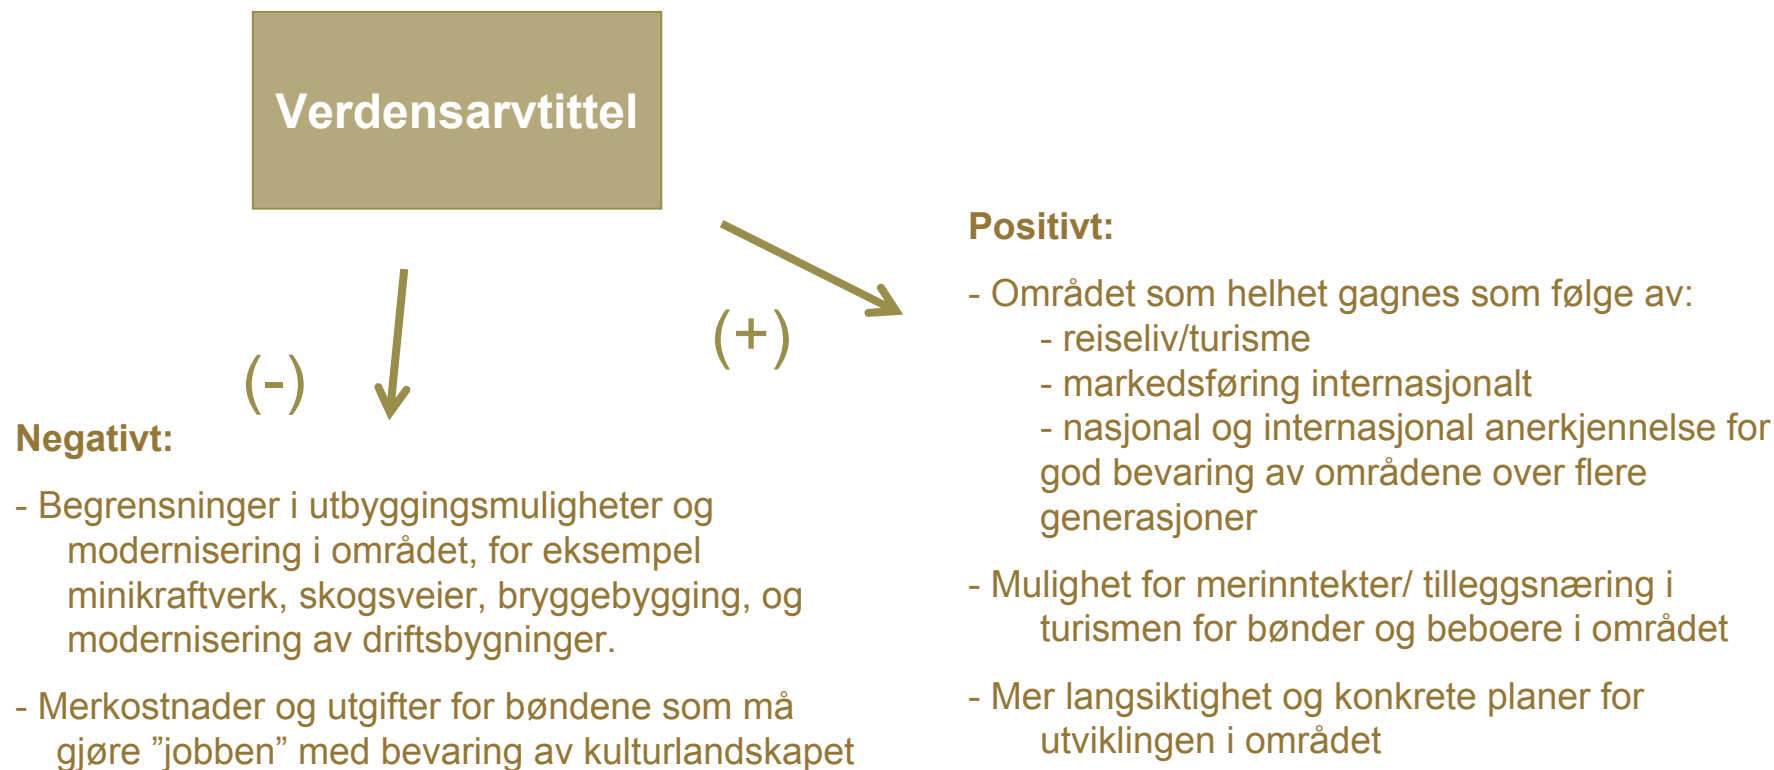 Verdensarvtittel
(-)
(+)
Negativt:
- Begrensninger i utbyggingsmuligheter og
modernisering i området, for eksempel
minikraftverk, skogsveier, bryggebygging, og
modernisering av driftsbygninger.
- Merkostnader og utgifter for bøndene som må
gjøre ”jobben” med bevaring av kulturlandskapet
Positivt:
- Området som helhet gagnes som følge av:
- reiseliv/turisme
- markedsføring internasjonalt
- nasjonal og internasjonal anerkjennelse for
god bevaring av områdene over flere
generasjoner
- Mulighet for merinntekter/ tilleggsnæring i
turismen for bønder og beboere i området
- Mer langsiktighet og konkrete planer for
utviklingen i området